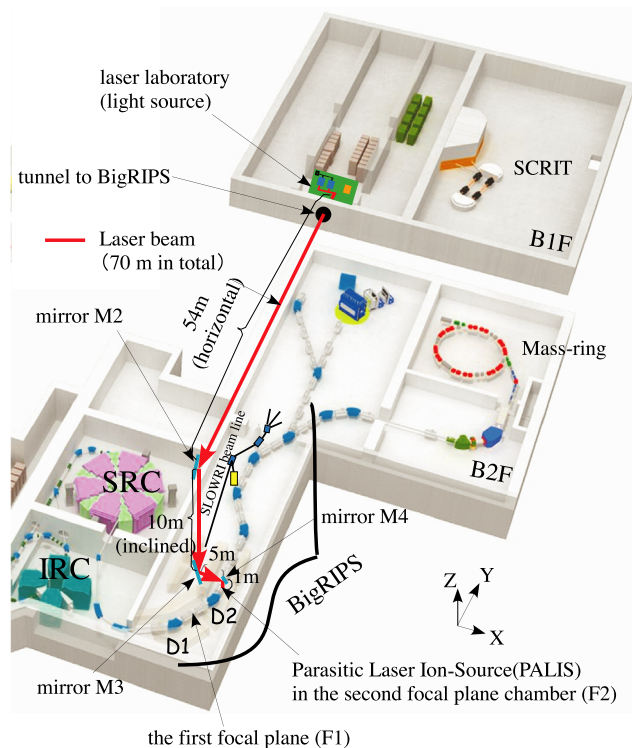 laser laboratory
(light source)
tunnel to BigRIPS
SCRIT
B1F
Laser beam
(70 m in total)
54m
(horizontal)
mirror M2
Mass-ring
SLOWRI beam line
SRC
B2F
10m
(inclined)
mirror M4
5m
1m
IRC
BigRIPS
Z
Y
X
D2
D1
Parasitic Laser Ion-Source(PALIS)
in the second focal plane chamber (F2)
mirror M3
the first focal plane (F1)